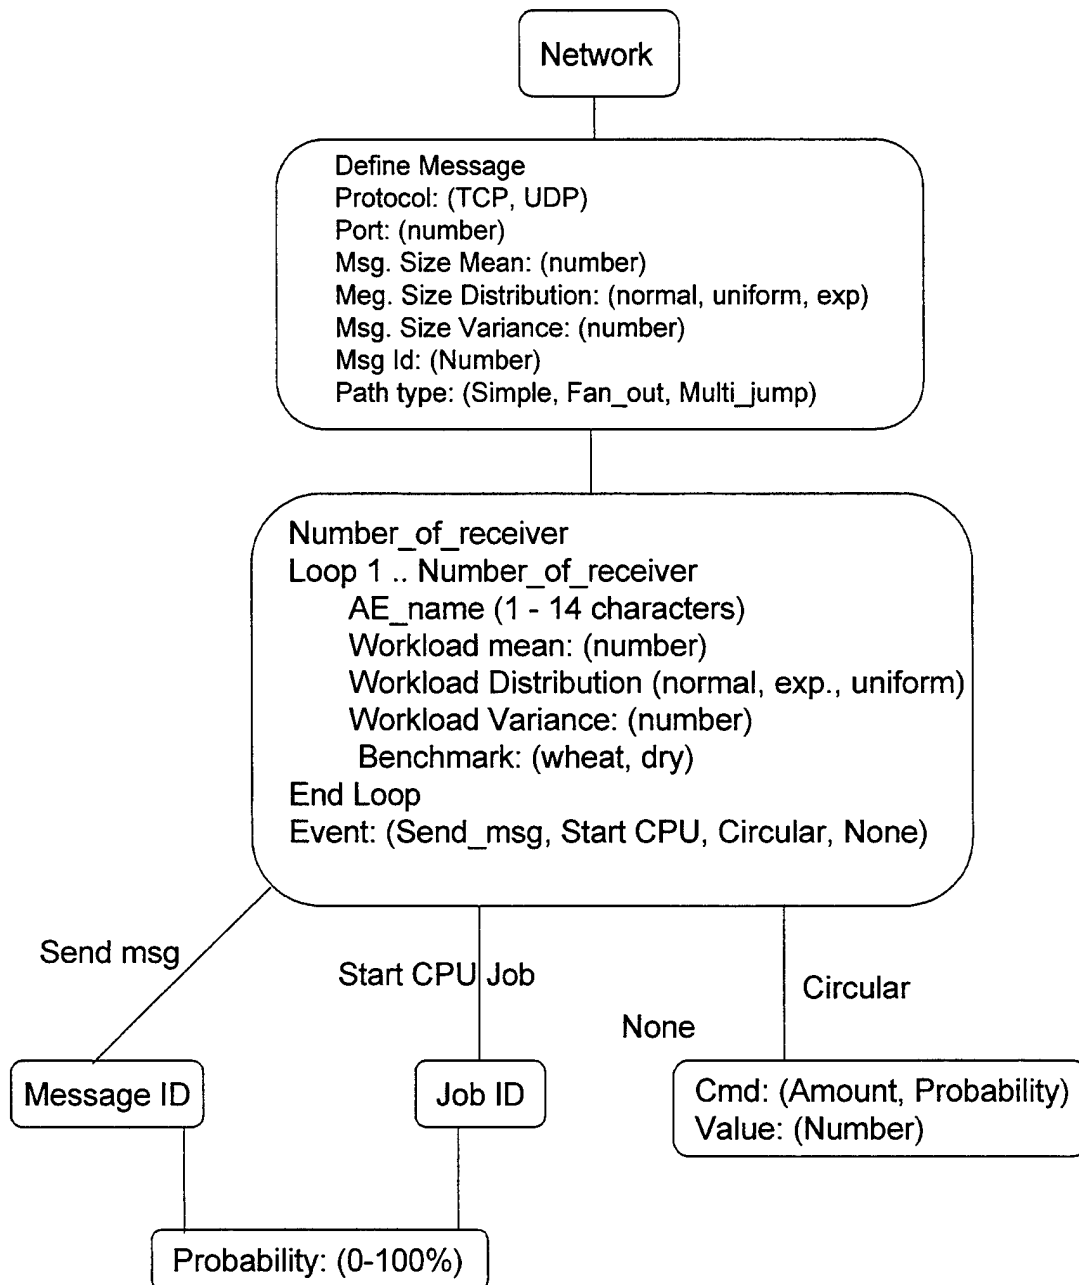 Network
Define Message
Protocol: (TCP, UDP)
Port: (number)
Msg. Size Mean: (number)
Meg. Size Distribution: (normal, uniform, exp)
Msg. Size Variance: (number)
Msg Id: (Number)
Path type: (Simple, Fan_out, Multi_jump)
Number_of_receiver
Loop 1 .. Number_of_receiver
AE_name (1 - 14 characters)
Workload mean: (number)
Workload Distribution (normal, exp., uniform)
Workload Variance: (number)
Benchmark: (wheat, dry)
End Loop
Event: (Send_msg, Start CPU, Circular, None)
Send msg
Start CPU Job
Circular
None
Message ID
Job ID
Cmd: (Amount, Probability)
Value: (Number)
Probability: (0-100%)